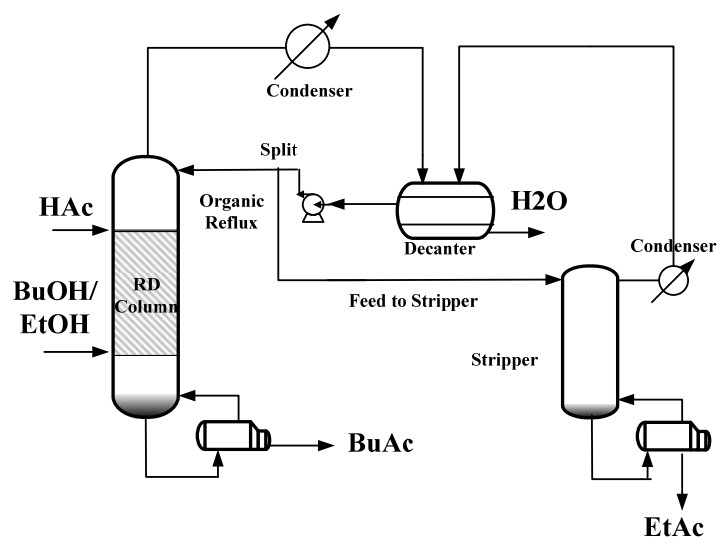 Condenser
Split
HAc
Organic
Reflux
H2O
Decanter
Condenser
RD
Column
BuOH/
EtOH
Feed to Stripper
Stripper
BuAc
EtAc